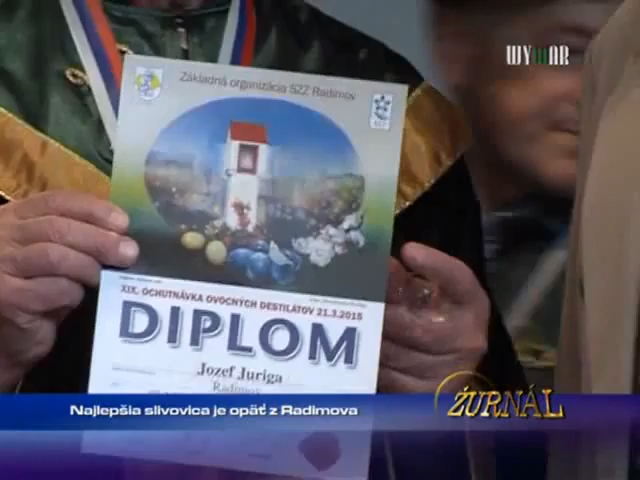 WYMAR
Základná organizácia SZZ Radimov
XIX. OCHUTNÁVKA OVOCNÝCH DESTILÁTOV 21.3.2015
DIPLOM
Jozef Juriga
Radimov
Najlepšia slivovica je opäť z Radimova
ŽURNÁL